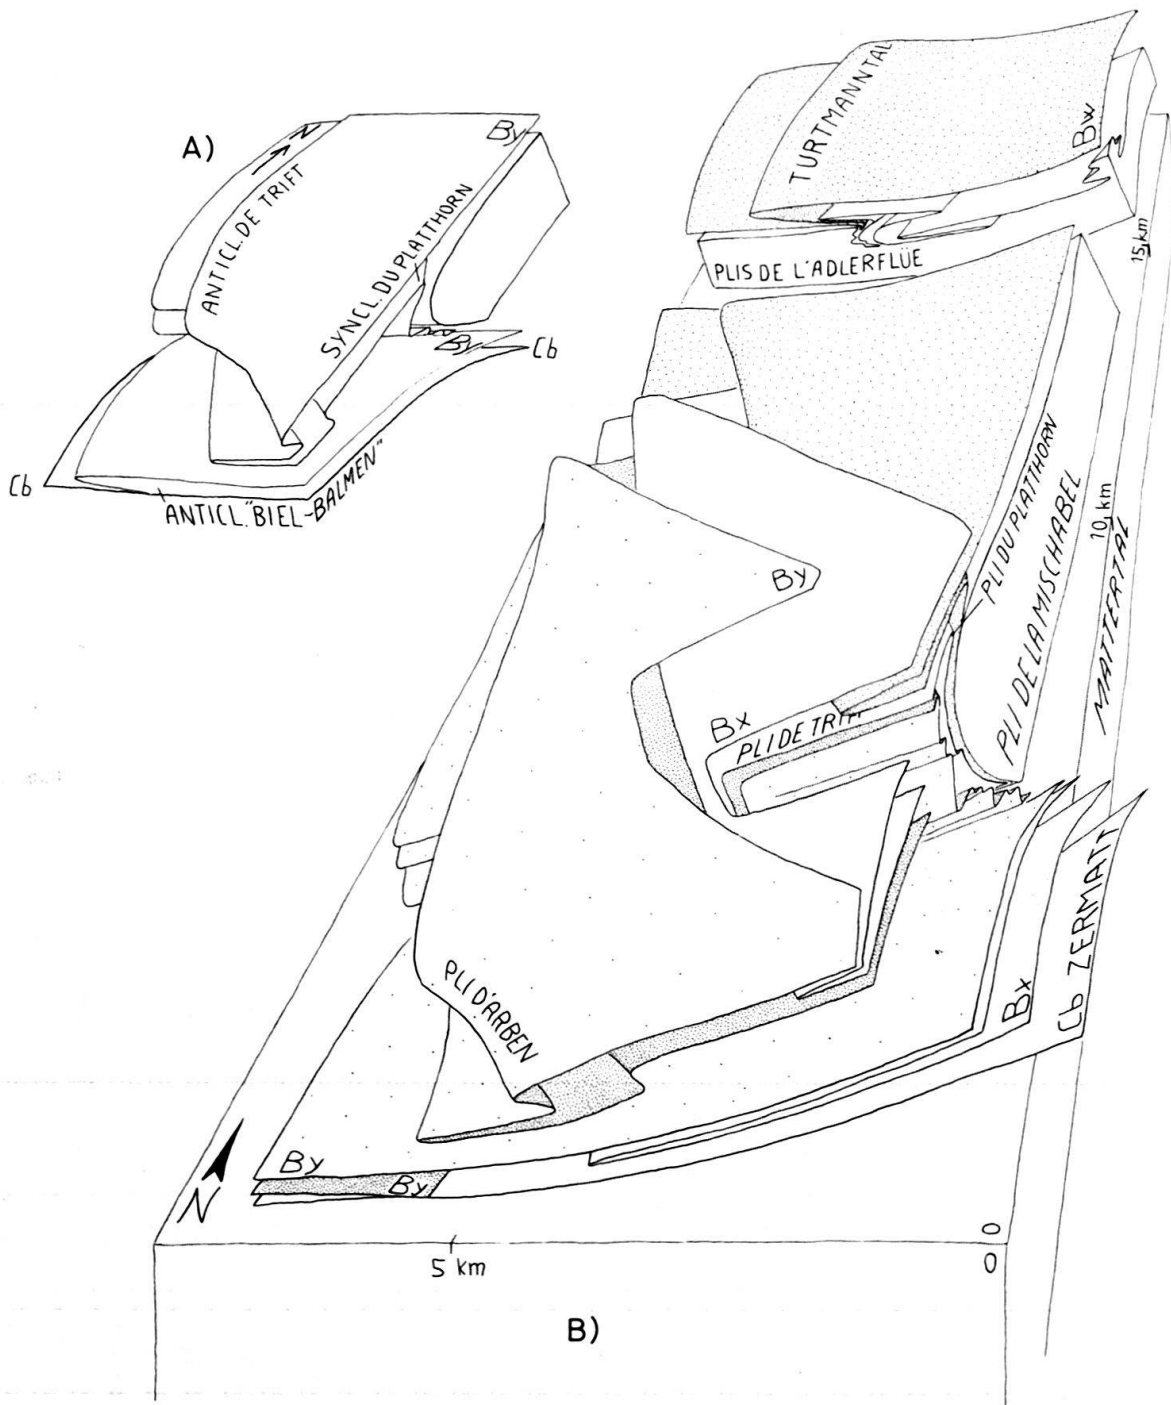 A)
N
By
ANTICL. DE TRIFT
SYNCL. DU PLATTHORN
By
Cb
Cb
ANTICL. "BIEL-BALMEN"
TURTMANNTAL
Bw
PLIS DE L'ADLERFLÜE
15 km
PLI DU PLATTHORN
10 km
By
PLI DE LA MISCHABEL
MATTERTAL
Bx
PLI DE TRIFT
Cb ZERMATT
PLI D'ARBEN
Bx
By
By
N
0
5 km
0
B)